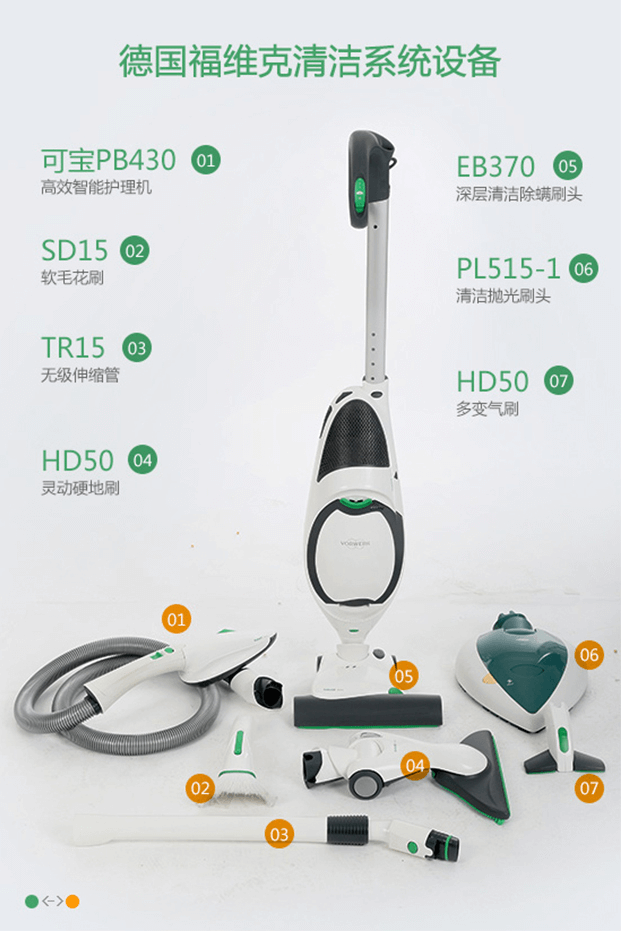 德国福维克清洁系统设备
可宝PB430 01
高效智能护理机
SD15 02
软毛花刷
TR15 03
无级伸缩管
HD50 04
灵动硬地刷
EB370 05
深层清洁除螨刷头
PL515-1 06
清洁抛光刷头
HD50 07
多变气刷
01
05
06
04
02
07
03